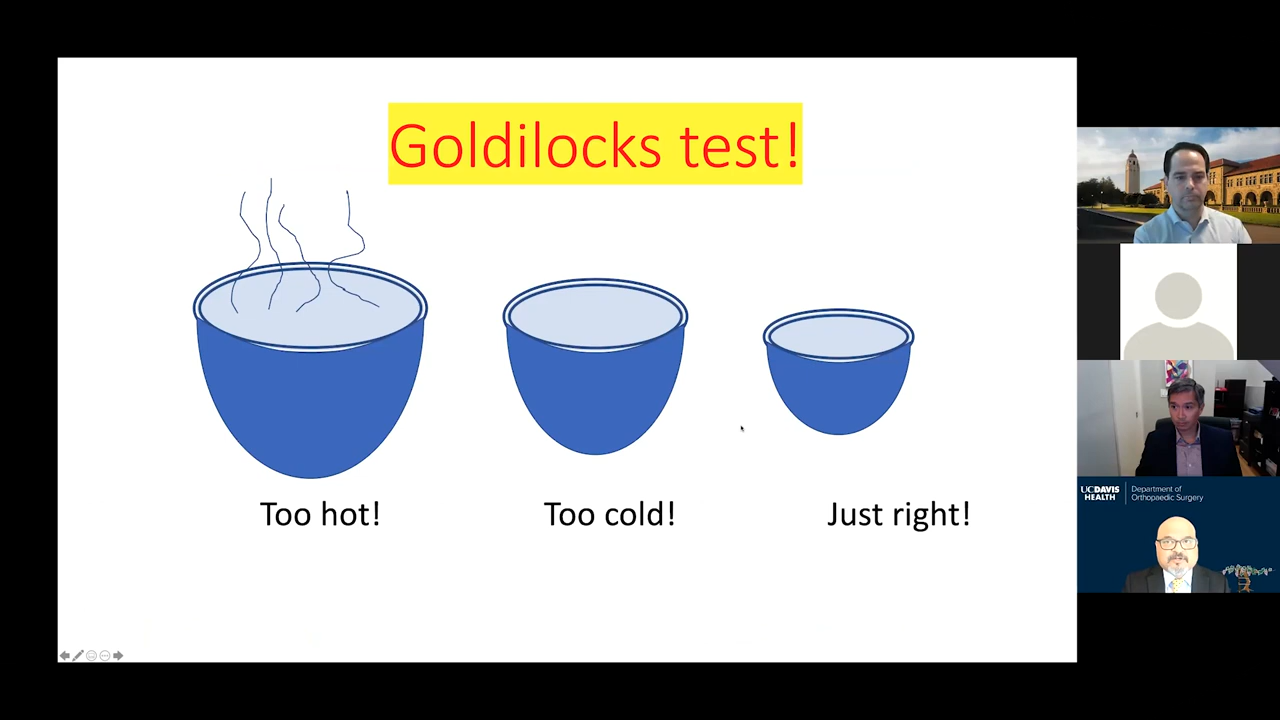 Goldilocks test!
Too hot!
Too cold!
Just right!
UCDAVIS
HEALTH
Department of
Orthopaedic Surgery